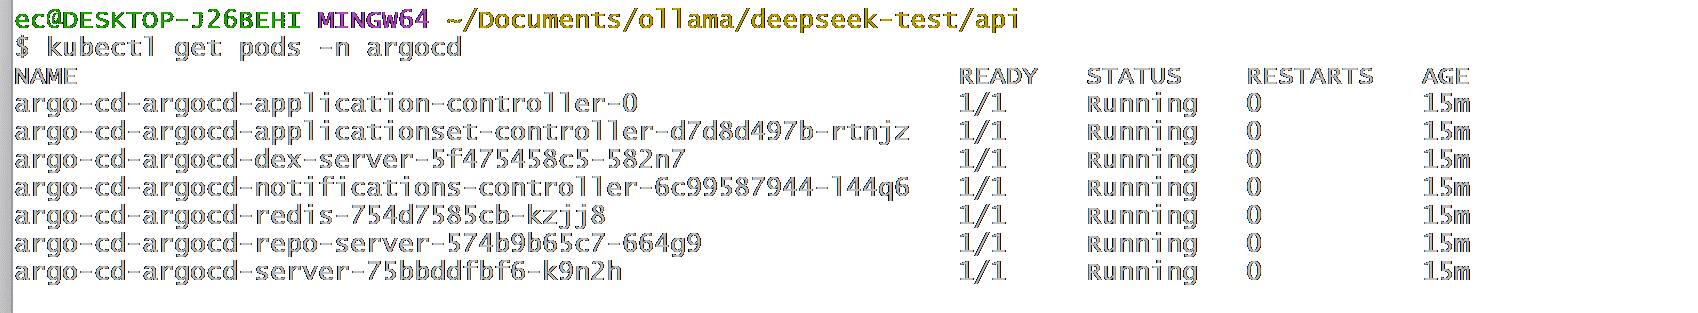 ec@DESKTOP-J26BEHI MINGW64 ~/Documents/ollama/deepseek-test/api
$ kubectl get pods -n argocd
NAME READY STATUS RESTARTS AGE
argo-cd-argocd-application-controller-0 1/1 Running 0 15m
argo-cd-argocd-applicationset-controller-d7d8d497b-rtnjz 1/1 Running 0 15m
argo-cd-argocd-dex-server-5f475458c5-582n7 1/1 Running 0 15m
argo-cd-argocd-notifications-controller-6c99587944-l44q6 1/1 Running 0 15m
argo-cd-argocd-redis-754d7585cb-kzjj8 1/1 Running 0 15m
argo-cd-argocd-repo-server-574b9b65c7-664g9 1/1 Running 0 15m
argo-cd-argocd-server-75bbddfbf6-k9n2h 1/1 Running 0 15m